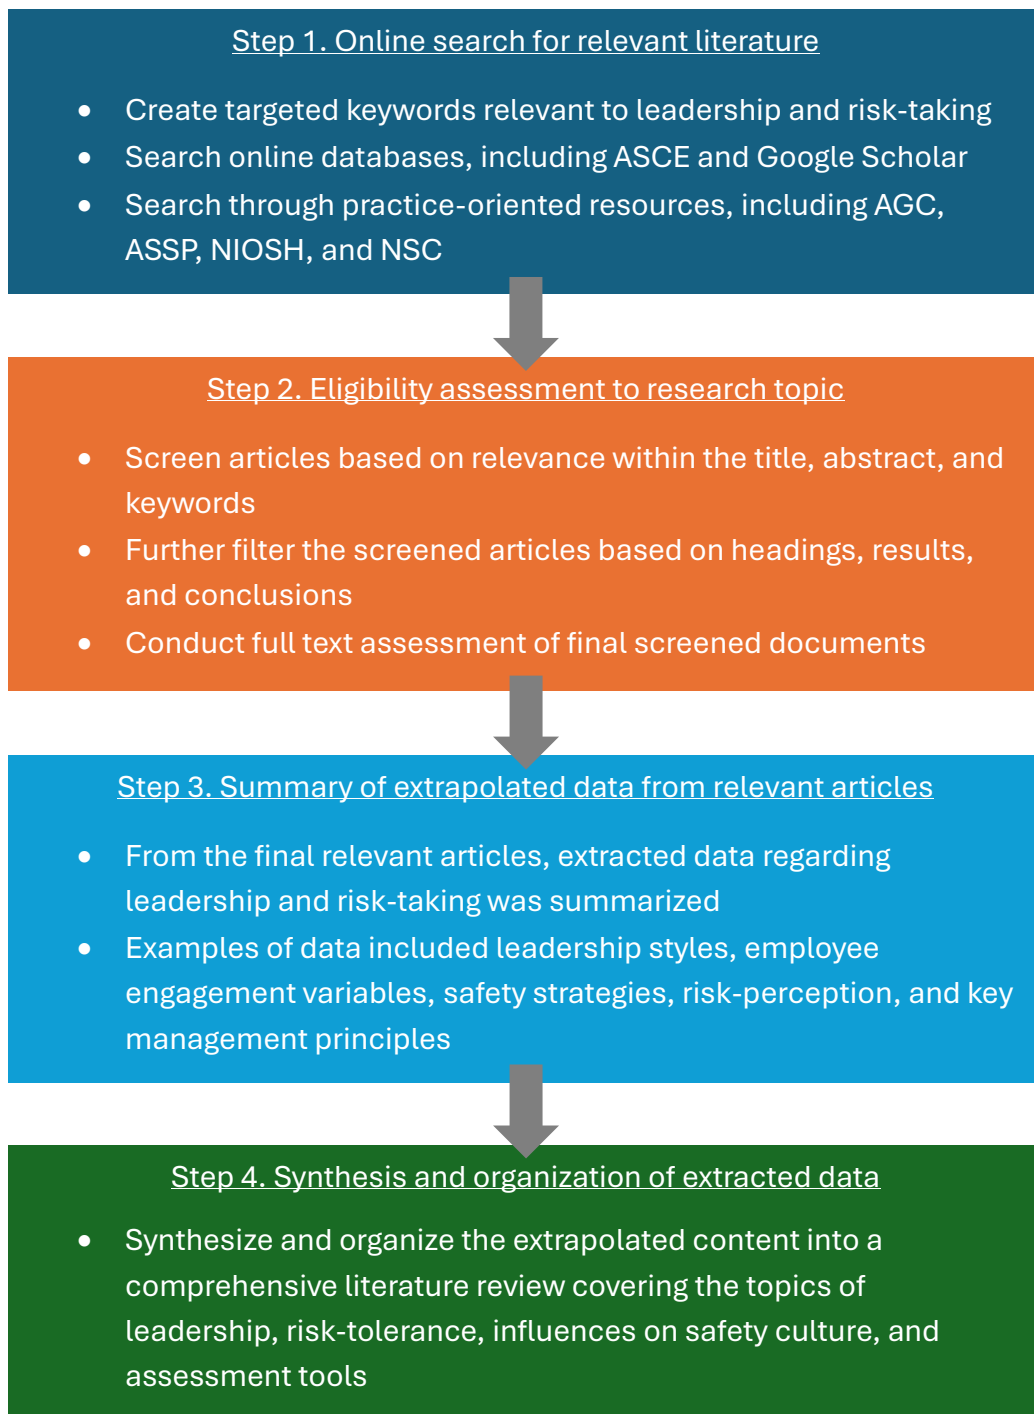 Step 1. Online search for relevant literature
• Create targeted keywords relevant to leadership and risk-taking
• Search online databases, including ASCE and Google Scholar
• Search through practice-oriented resources, including AGC,
ASSP, NIOSH, and NSC
Step 2. Eligibility assessment to research topic
• Screen articles based on relevance within the title, abstract, and
keywords
• Further filter the screened articles based on headings, results,
and conclusions
• Conduct full text assessment of final screened documents
Step 3. Summary of extrapolated data from relevant articles
• From the final relevant articles, extracted data regarding
leadership and risk-taking was summarized
• Examples of data included leadership styles, employee
engagement variables, safety strategies, risk-perception, and key
management principles
Step 4. Synthesis and organization of extracted data
• Synthesize and organize the extrapolated content into a
comprehensive literature review covering the topics of
leadership, risk-tolerance, influences on safety culture, and
assessment tools